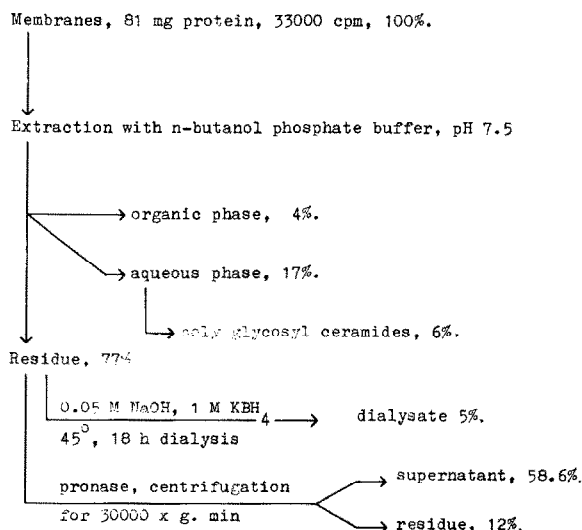 Membranes, 81 mg protein, 33000 cpm, 100%.
Extraction with n-butanol phosphate buffer, pH 7.5
organic phase, 4%.
aqueous phase, 17%.
poly glycosyl ceramides, 6%.
Residue, 77%
0.05 M NaOH, 1 M KBH4
dialysate 5%.
45°, 18 h dialysis
supernatant, 58.6%.
pronase, centrifugation
for 30000 x g. min
residue, 12%.